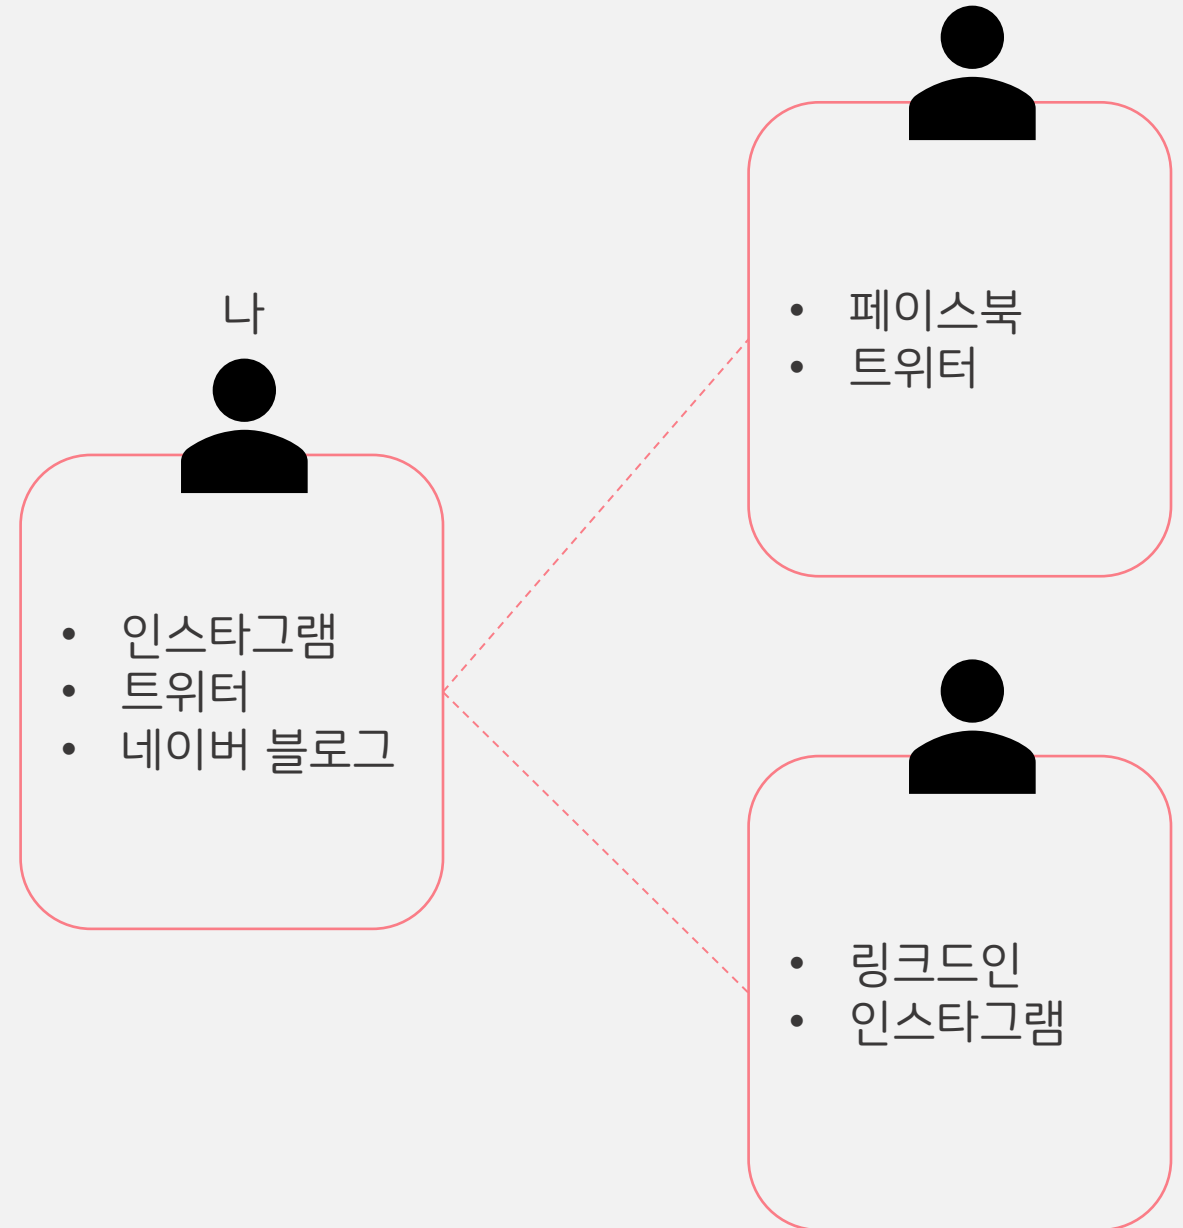 나
• 인스타그램
• 트위터
• 네이버 블로그
• 페이스북
• 트위터
• 링크드인
• 인스타그램